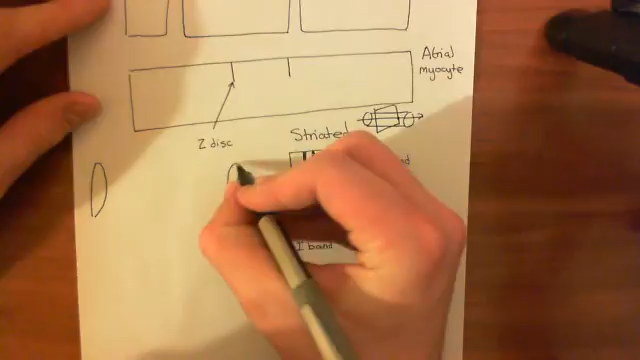 Atrial
myocyte
Z disc
Striated
I band